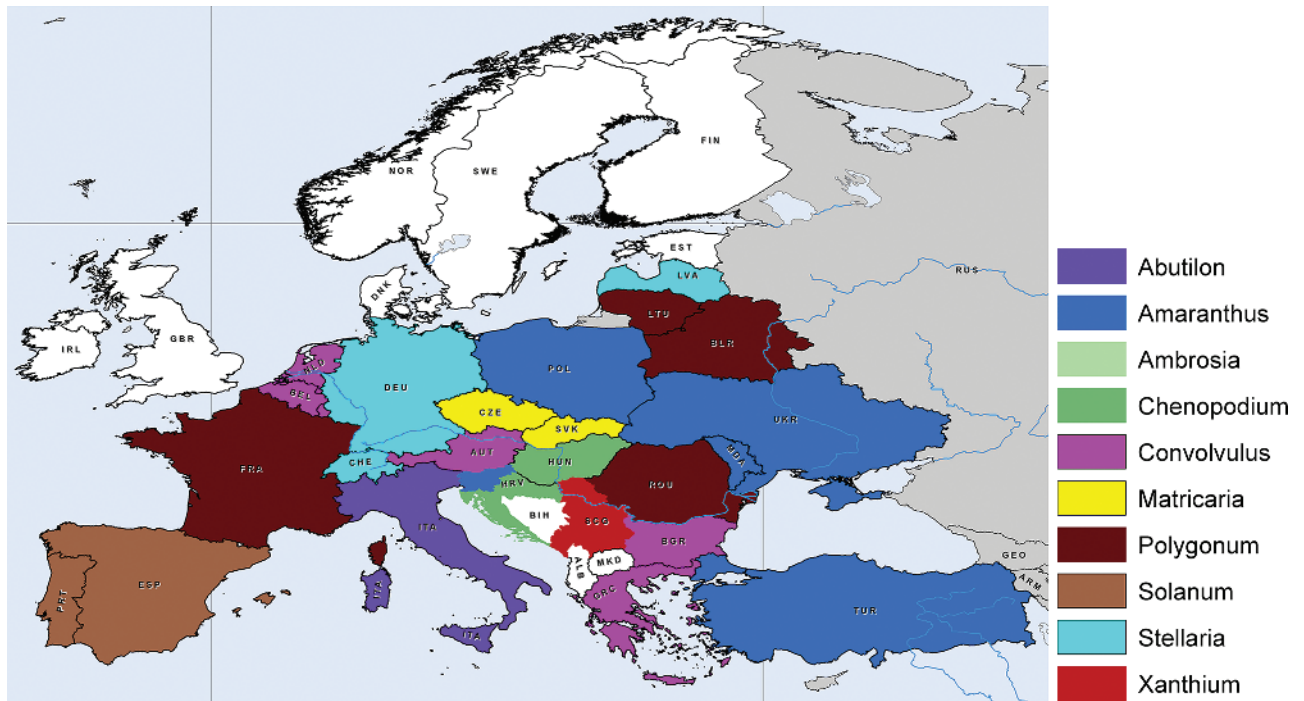 NOR
SWE
FIN
EST
RUS
LVA
DNK
LTU
IRL
GBR
BLR
NLD
POL
DEU
BEL
CZE
UKR
SVK
AUT
MDA
CHE
HUN
FRA
HRV
ROU
ITA
BIH
SCG
BGR
GEO
ALB
MKD
ARM
ESP
PRT
ITA
GRC
TUR
ITA
Abutilon
Amaranthus
Ambrosia
Chenopodium
Convolvulus
Matricaria
Polygonum
Solanum
Stellaria
Xanthium